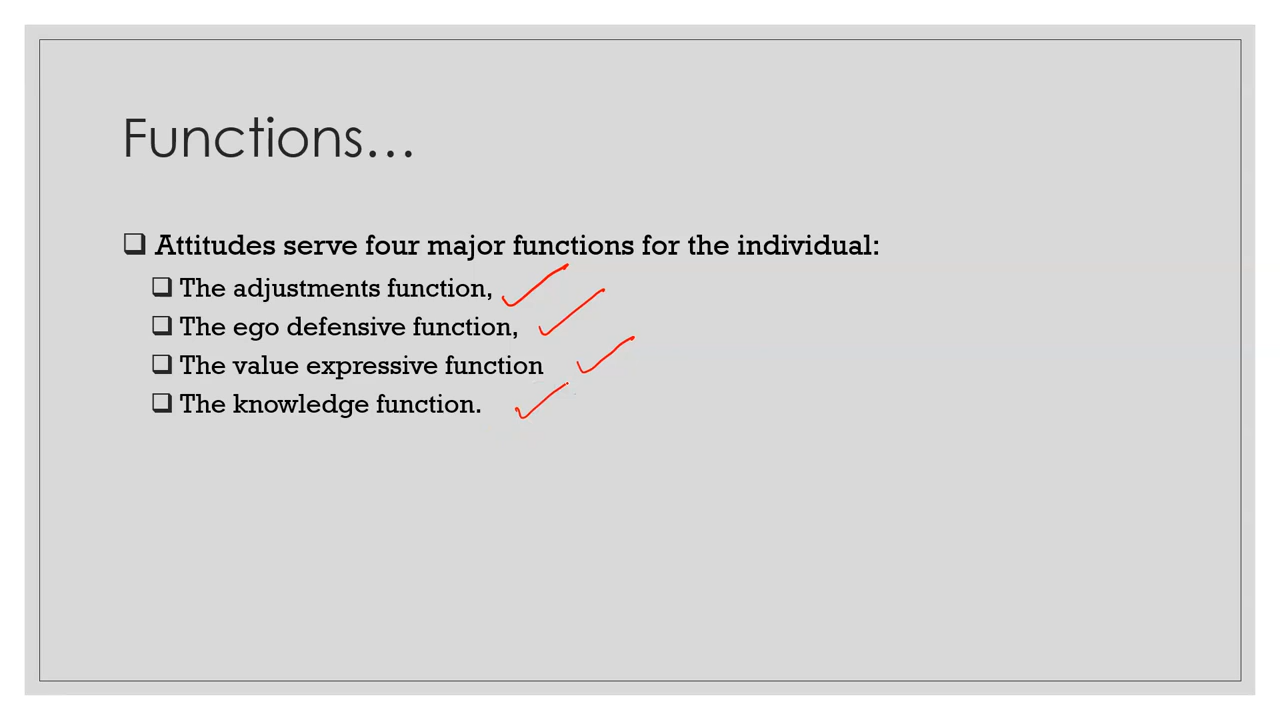 Functions...
Attitudes serve four major functions for the individual:
The adjustments function,
The ego defensive function,
The value expressive function
The knowledge function.